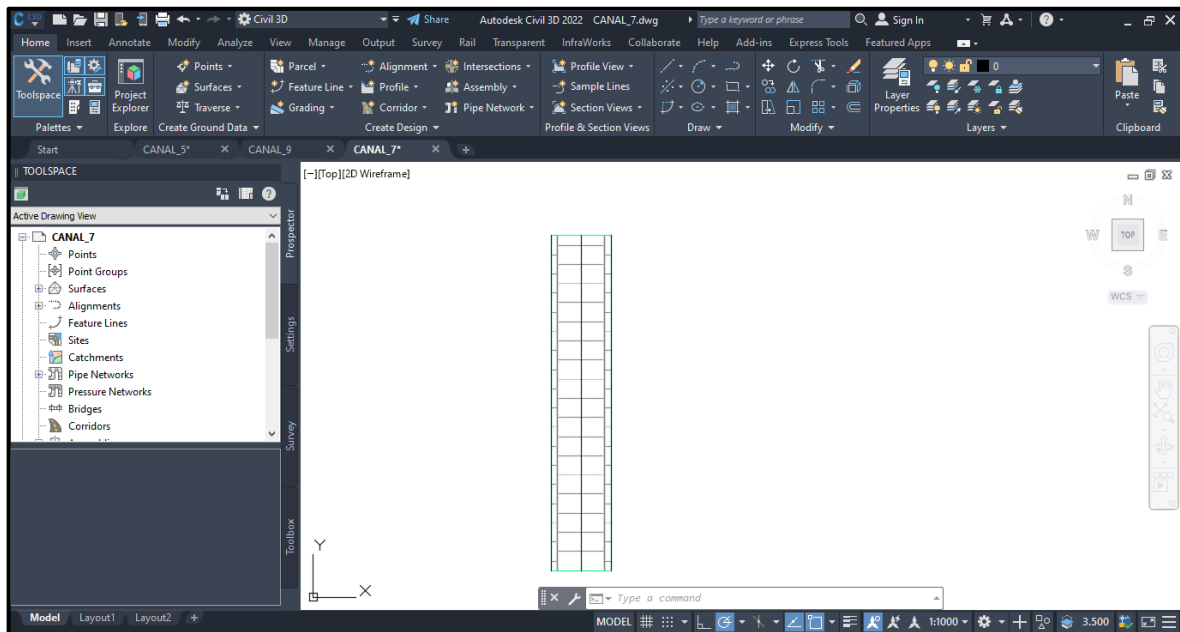 C C3D Civil 3D Share Autodesk Civil 3D 2022 CANAL_7.dwg Type a keyword or phrase Sign In
Home Insert Annotate Modify Analyze View Manage Output Survey Rail Transparent InfraWorks Collaborate Help Add-ins Express Tools Featured Apps
Toolspace
Project Explorer
Points
Surfaces
Traverse
Parcel
Feature Line
Grading
Alignment
Profile
Corridor
Intersections
Assembly
Pipe Network
Profile View
Sample Lines
Section Views
Layer Properties
0
Paste
Palettes Explore Create Ground Data Create Design Profile & Section Views Draw Modify Layers Clipboard
Start CANAL_5* CANAL_9 CANAL_7*
TOOLSPACE
Active Drawing View
CANAL_7
Points
Point Groups
Surfaces
Alignments
Feature Lines
Sites
Catchments
Pipe Networks
Pressure Networks
Bridges
Corridors
Prospector
Settings
Survey
Toolbox
[−][Top][2D Wireframe]
N
W TOP E
S
WCS
Y
X
Type a command
Model Layout1 Layout2
MODEL 1:1000 3.500